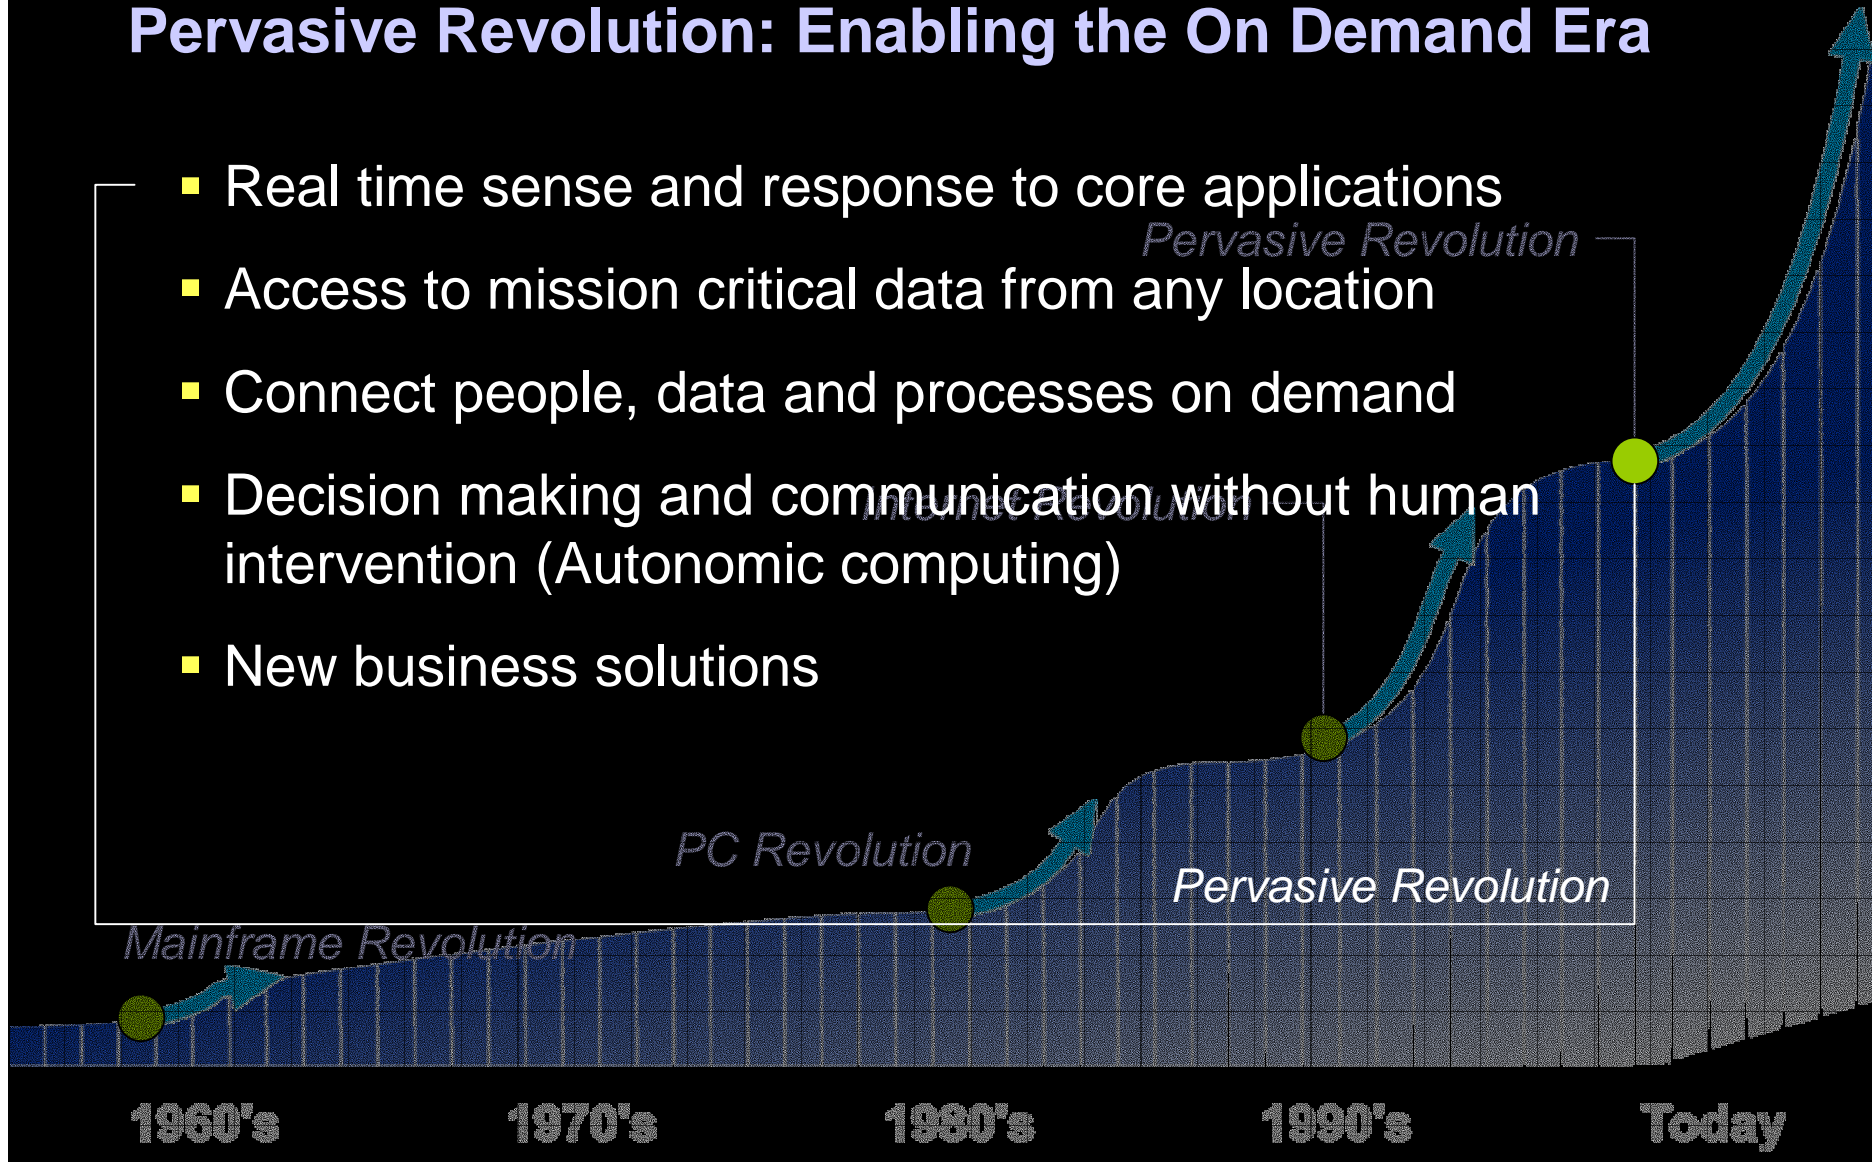 Pervasive Revolution: Enabling the On Demand Era
Real time sense and response to core applications
Pervasive Revolution
Access to mission critical data from any location
Connect people, data and processes on demand
Decision making and communication without human
Internet Revolution
intervention (Autonomic computing)
New business solutions
PC Revolution
Pervasive Revolution
Mainframe Revolution
1960's 1970's 1980's 1990's Today